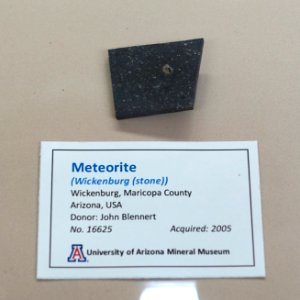 Meteorite
(Wickenburg (stone))
Wickenburg, Maricopa County
Arizona, USA
Donor: John Blennert
No. 16625 Acquired: 2005
A University of Arizona Mineral Museum